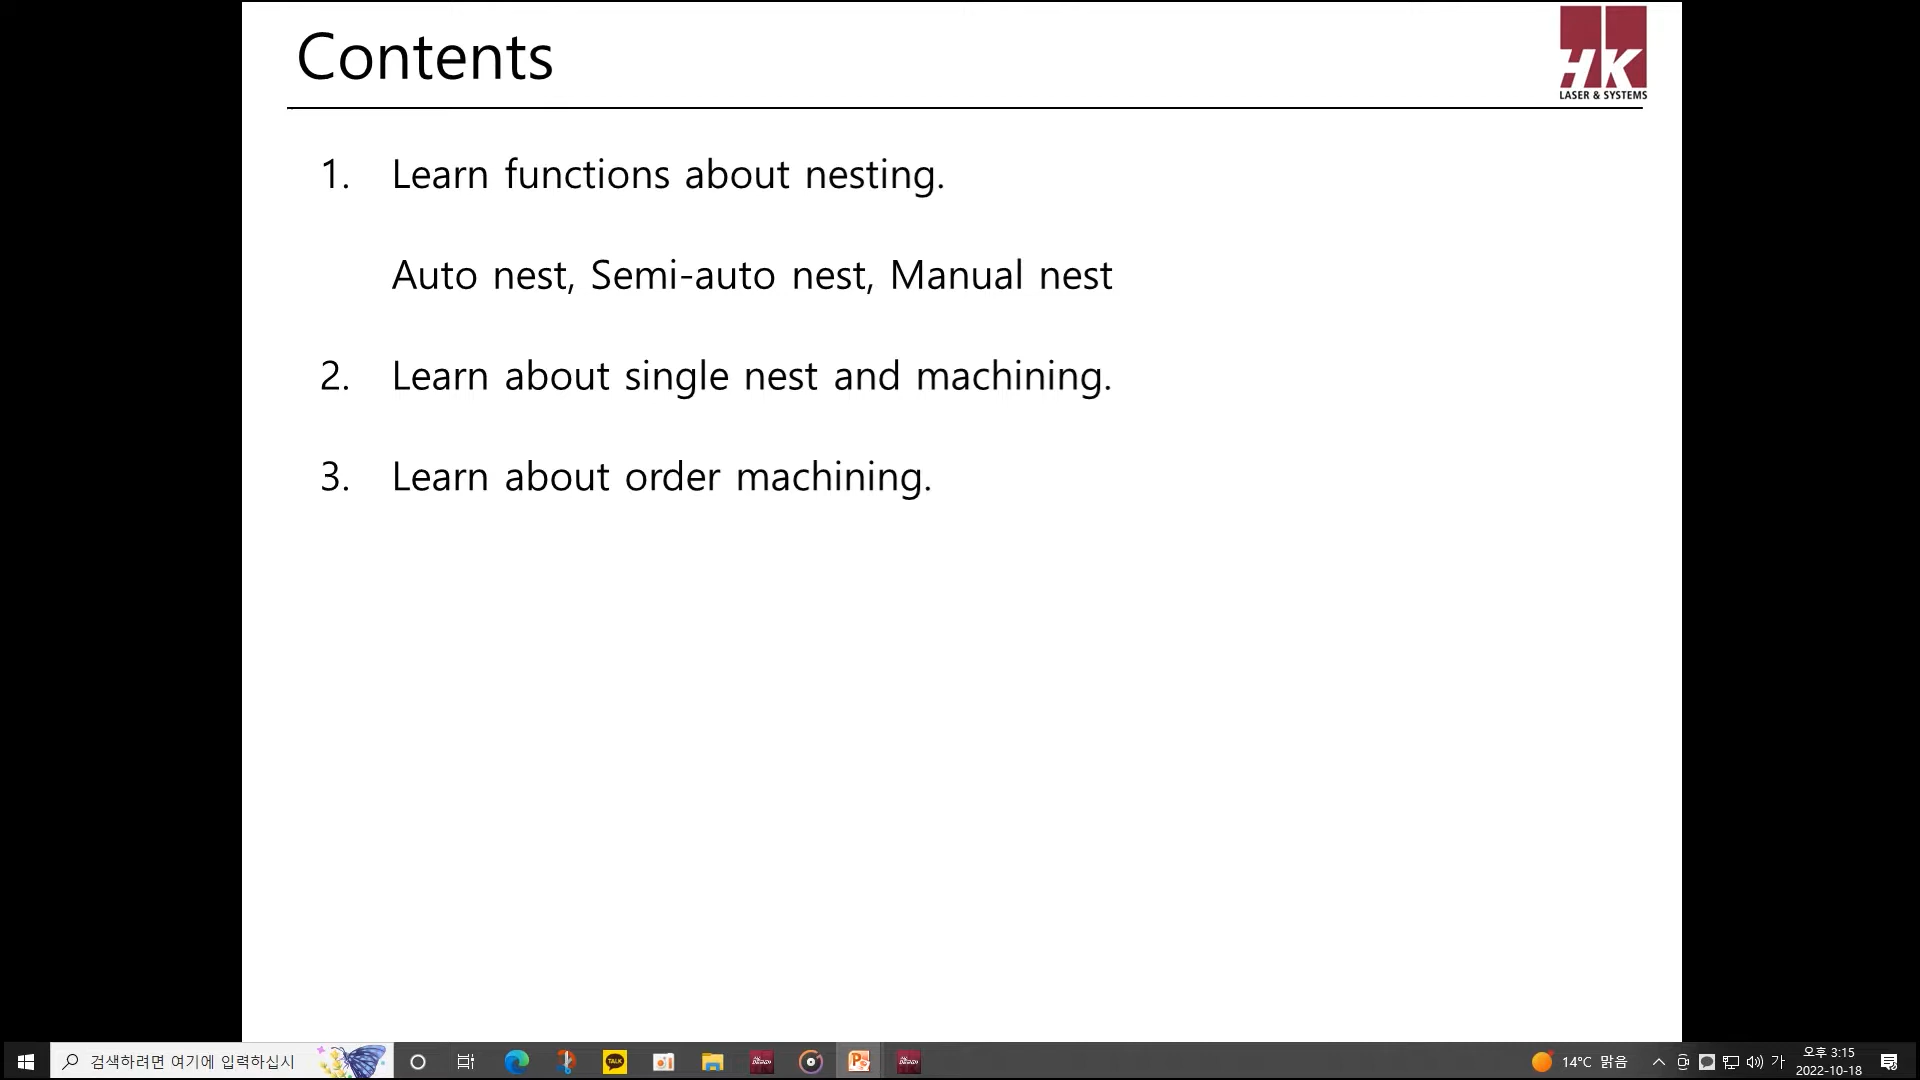 Contents
HK
LASER & SYSTEMS
1. Learn functions about nesting.
Auto nest, Semi-auto nest, Manual nest
2. Learn about single nest and machining.
3. Learn about order machining.
검색하려면 여기에 입력하십시
TALK
14°C 맑음
가
오후 3:15
2022-10-18